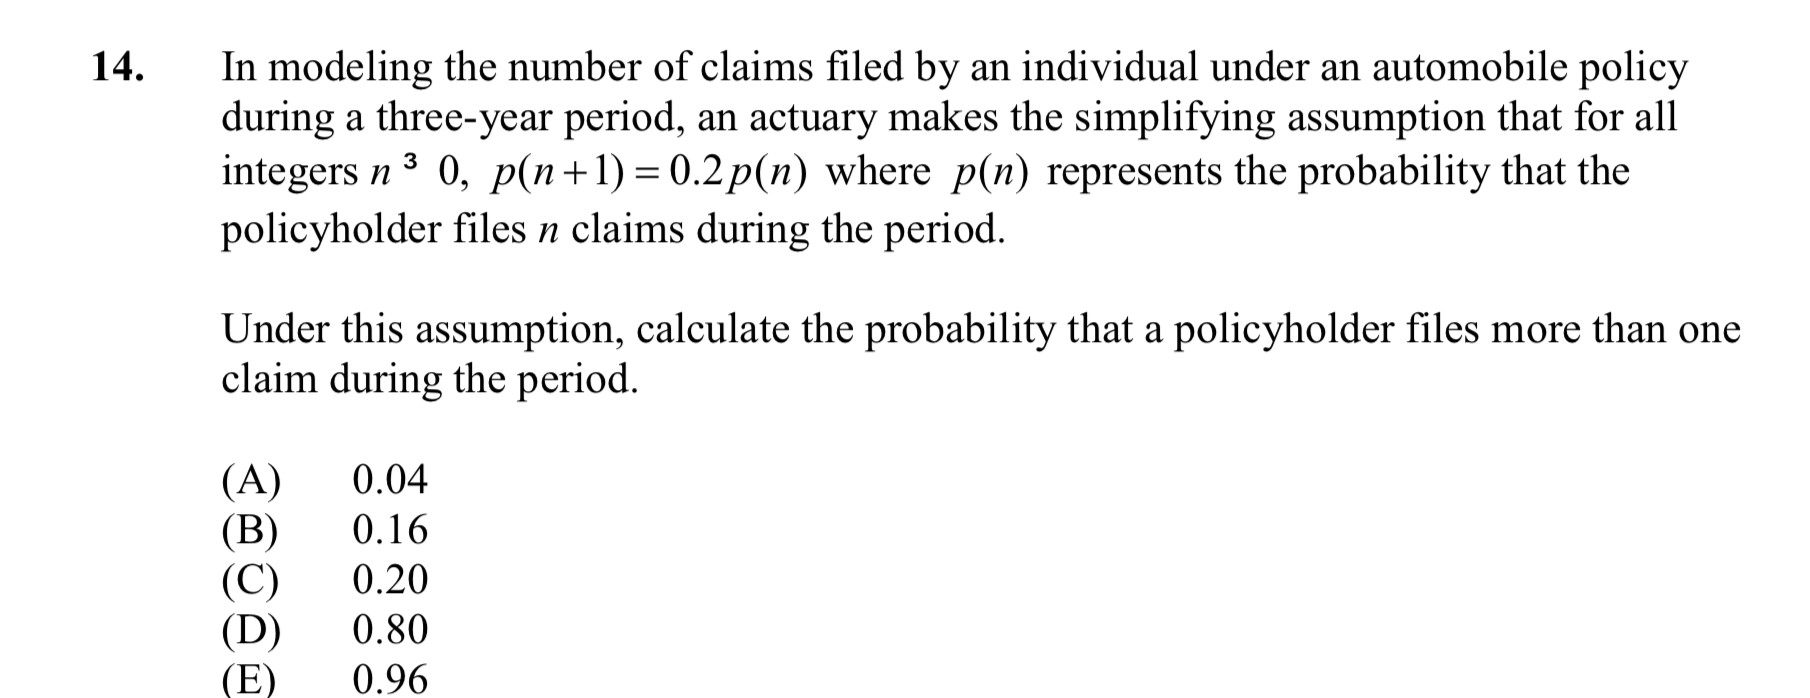 14. In modeling the number of claims filed by an individual under an automobile policy
during a three-year period, an actuary makes the simplifying assumption that for all
integers n ³ 0, p(n+1) = 0.2 p(n) where p(n) represents the probability that the
policyholder files n claims during the period.
Under this assumption, calculate the probability that a policyholder files more than one
claim during the period.
(A) 0.04
(B) 0.16
(C) 0.20
(D) 0.80
(E) 0.96